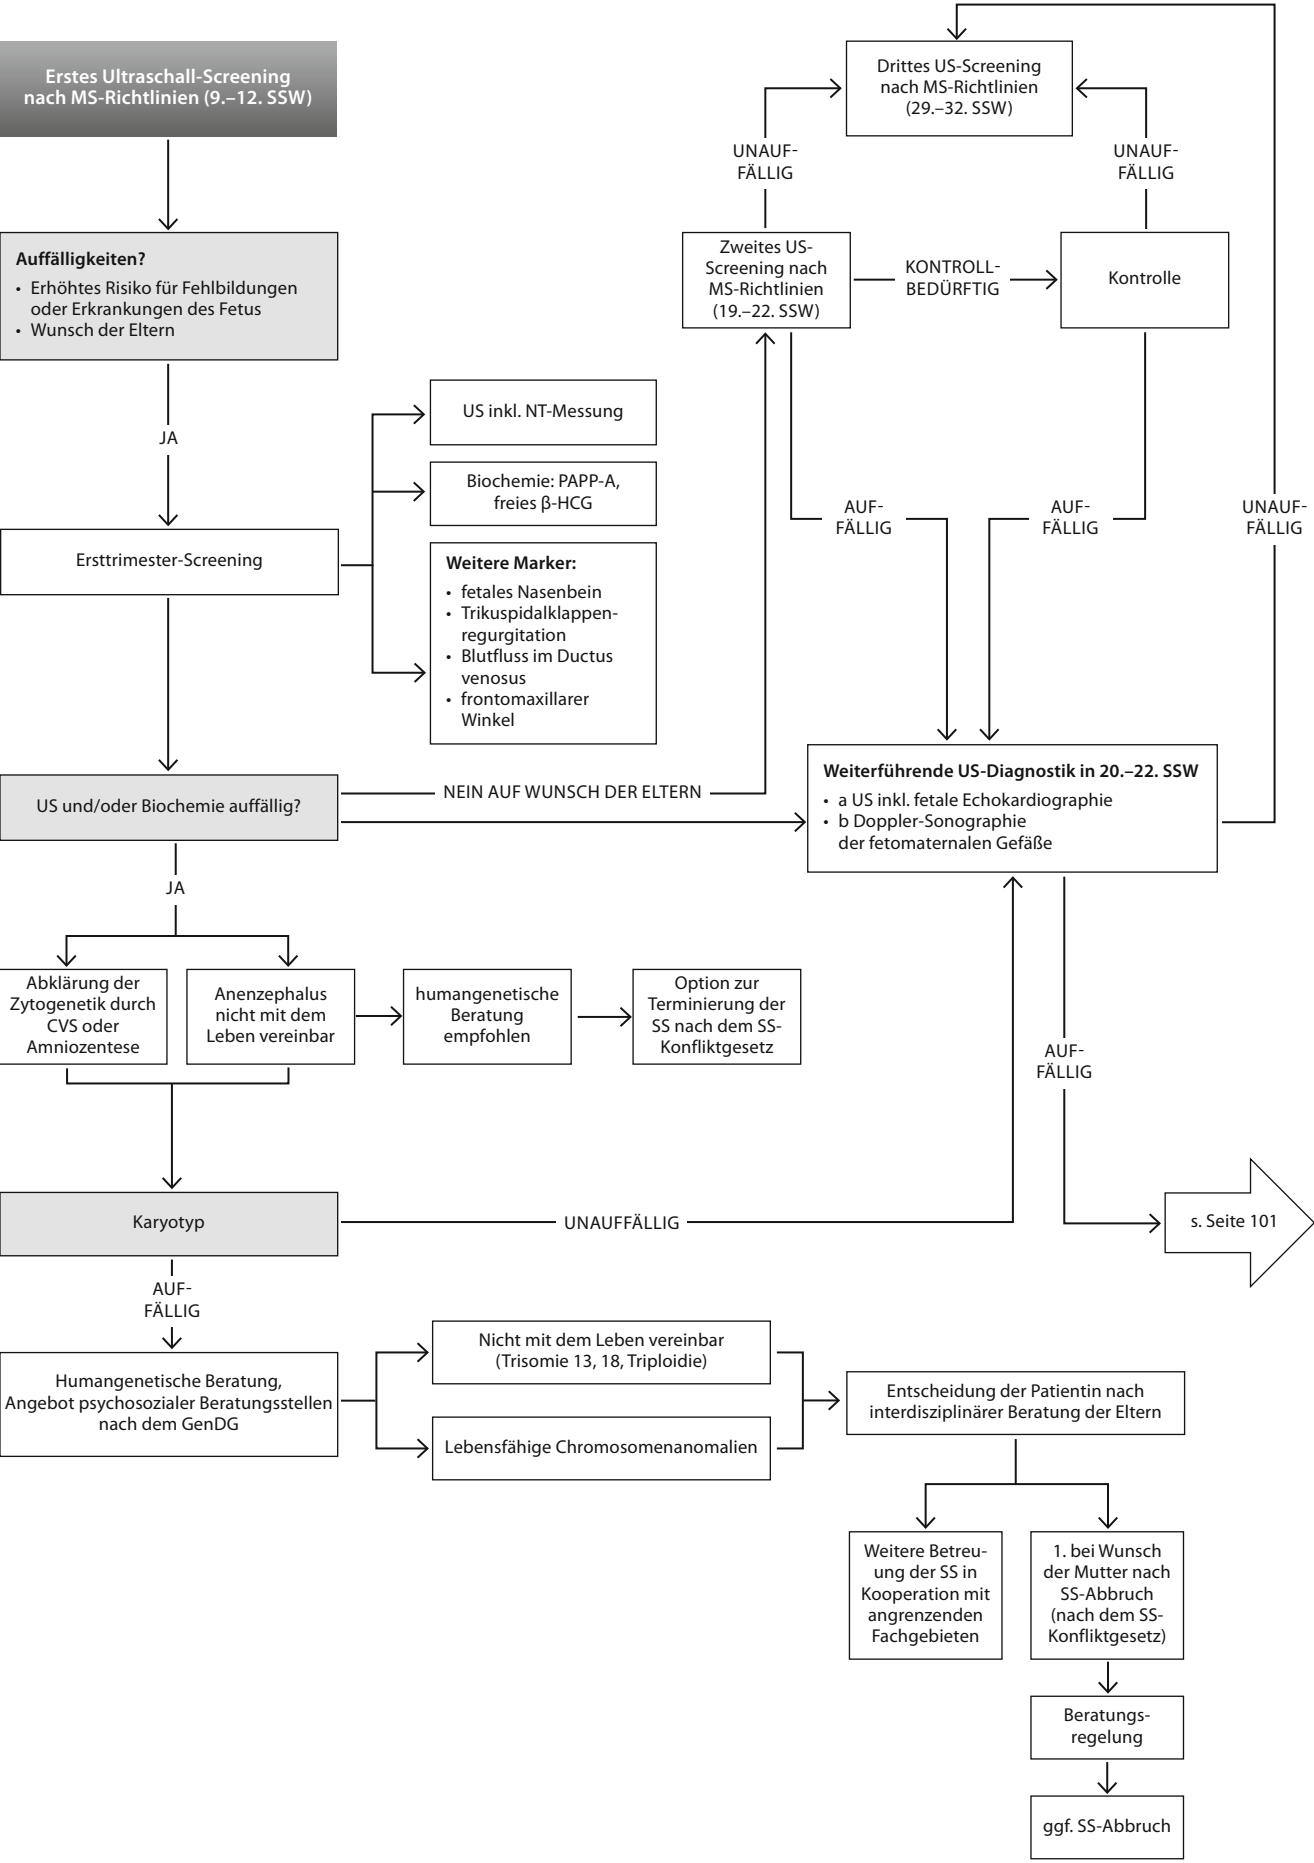 Erstes Ultraschall-Screening
nach MS-Richtlinien (9.–12. SSW)
Auffälligkeiten?
• Erhöhtes Risiko für Fehlbildungen
oder Erkrankungen des Fetus
• Wunsch der Eltern
JA
Ersttrimester-Screening
US inkl. NT-Messung
Biochemie: PAPP-A,
freies β-HCG
Weitere Marker:
• fetales Nasenbein
• Trikuspidalklappen-
regurgitation
• Blutfluss im Ductus
venosus
• frontomaxillarer
Winkel
US und/oder Biochemie auffällig?
NEIN AUF WUNSCH DER ELTERN
Drittes US-Screening
nach MS-Richtlinien
(29.–32. SSW)
UNAUF-
FÄLLIG
UNAUF-
FÄLLIG
Zweites US-
Screening nach
MS-Richtlinien
(19.–22. SSW)
KONTROLL-
BEDÜRFTIG
Kontrolle
AUF-
FÄLLIG
AUF-
FÄLLIG
UNAUF-
FÄLLIG
Weiterführende US-Diagnostik in 20.–22. SSW
• a US inkl. fetale Echokardiographie
• b Doppler-Sonographie
der fetomaternalen Gefäße
JA
Abklärung der
Zytogenetik durch
CVS oder
Amniozentese
Anenzephalus
nicht mit dem
Leben vereinbar
humangenetische
Beratung
empfohlen
Option zur
Terminierung der
SS nach dem SS-
Konfliktgesetz
AUF-
FÄLLIG
Karyotyp
UNAUFFÄLLIG
s. Seite 101
AUF-
FÄLLIG
Humangenetische Beratung,
Angebot psychosozialer Beratungsstellen
nach dem GenDG
Nicht mit dem Leben vereinbar
(Trisomie 13, 18, Triploidie)
Lebensfähige Chromosomenanomalien
Entscheidung der Patientin nach
interdisziplinärer Beratung der Eltern
Weitere Betreu-
ung der SS in
Kooperation mit
angrenzenden
Fachgebieten
1. bei Wunsch
der Mutter nach
SS-Abbruch
(nach dem SS-
Konfliktgesetz)
Beratungs-
regelung
ggf. SS-Abbruch